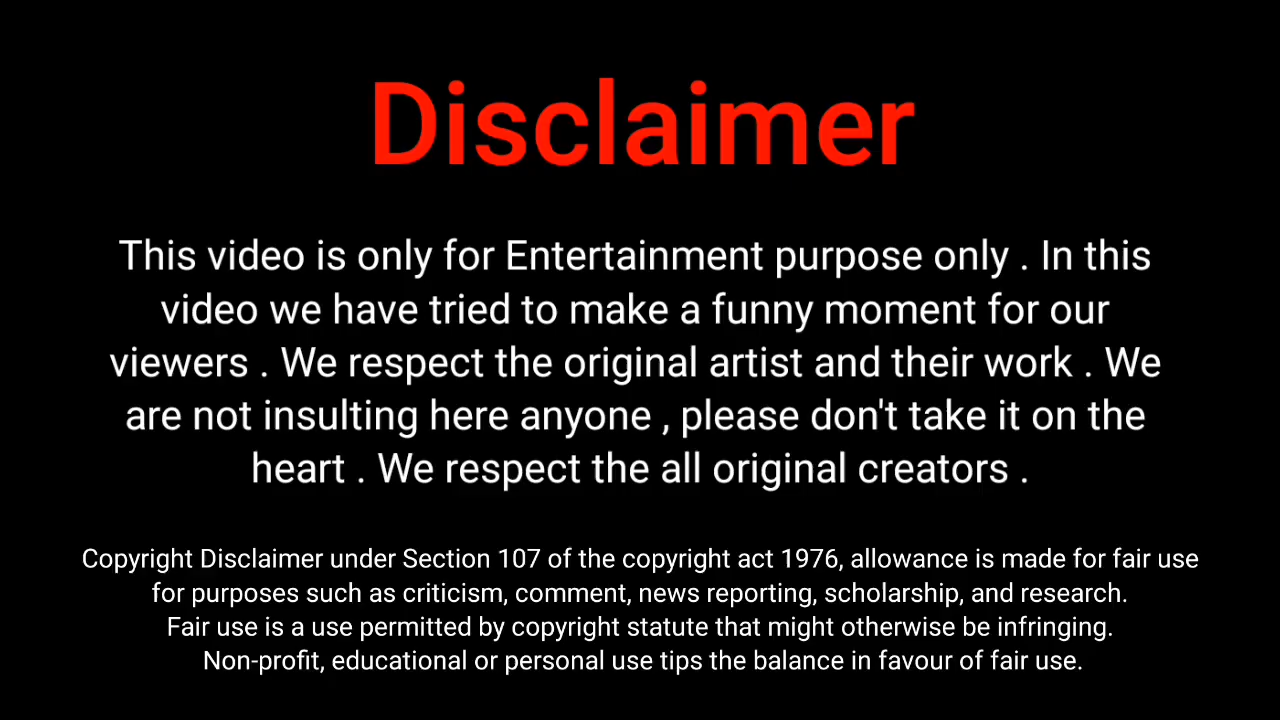 Disclaimer
This video is only for Entertainment purpose only . In this
video we have tried to make a funny moment for our
viewers . We respect the original artist and their work . We
are not insulting here anyone , please don't take it on the
heart . We respect the all original creators .
Copyright Disclaimer under Section 107 of the copyright act 1976, allowance is made for fair use
for purposes such as criticism, comment, news reporting, scholarship, and research.
Fair use is a use permitted by copyright statute that might otherwise be infringing.
Non-profit, educational or personal use tips the balance in favour of fair use.